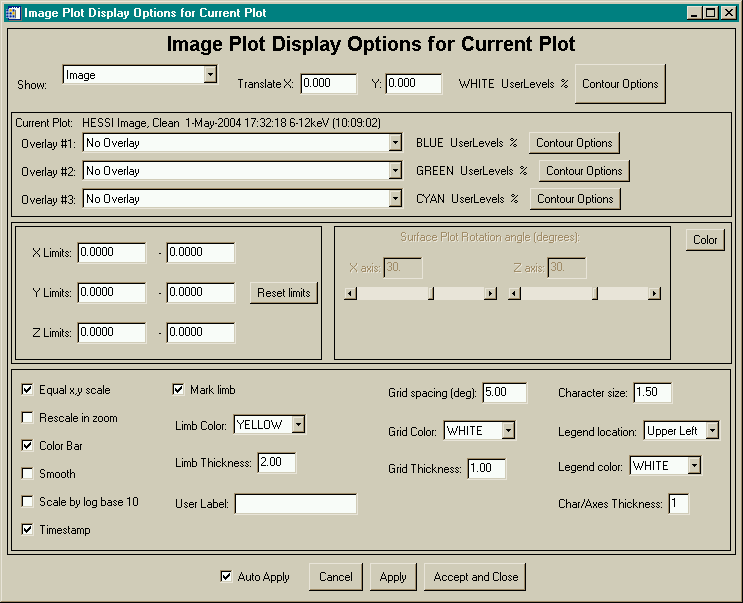 Image Plot Display Options for Current Plot
Image Plot Display Options for Current Plot
Show: Image Translate X: 0.000 Y: 0.000 WHITE UserLevels % Contour Options
Current Plot: HESSI Image, Clean 1-May-2004 17:32:18 6-12keV (10:09:02)
Overlay #1: No Overlay BLUE UserLevels % Contour Options
Overlay #2: No Overlay GREEN UserLevels % Contour Options
Overlay #3: No Overlay CYAN UserLevels % Contour Options
X Limits: 0.0000 - 0.0000
Y Limits: 0.0000 - 0.0000 Reset limits
Z Limits: 0.0000 - 0.0000
Surface Plot Rotation angle (degrees):
X axis: 30. Z axis: 30.
Color
Equal x,y scale
Rescale in zoom
Color Bar
Smooth
Scale by log base 10
Timestamp
Mark limb
Limb Color: YELLOW
Limb Thickness: 2.00
User Label:
Grid spacing (deg): 5.00
Grid Color: WHITE
Grid Thickness: 1.00
Character size: 1.50
Legend location: Upper Left
Legend color: WHITE
Char/Axes Thickness: 1
Auto Apply Cancel Apply Accept and Close